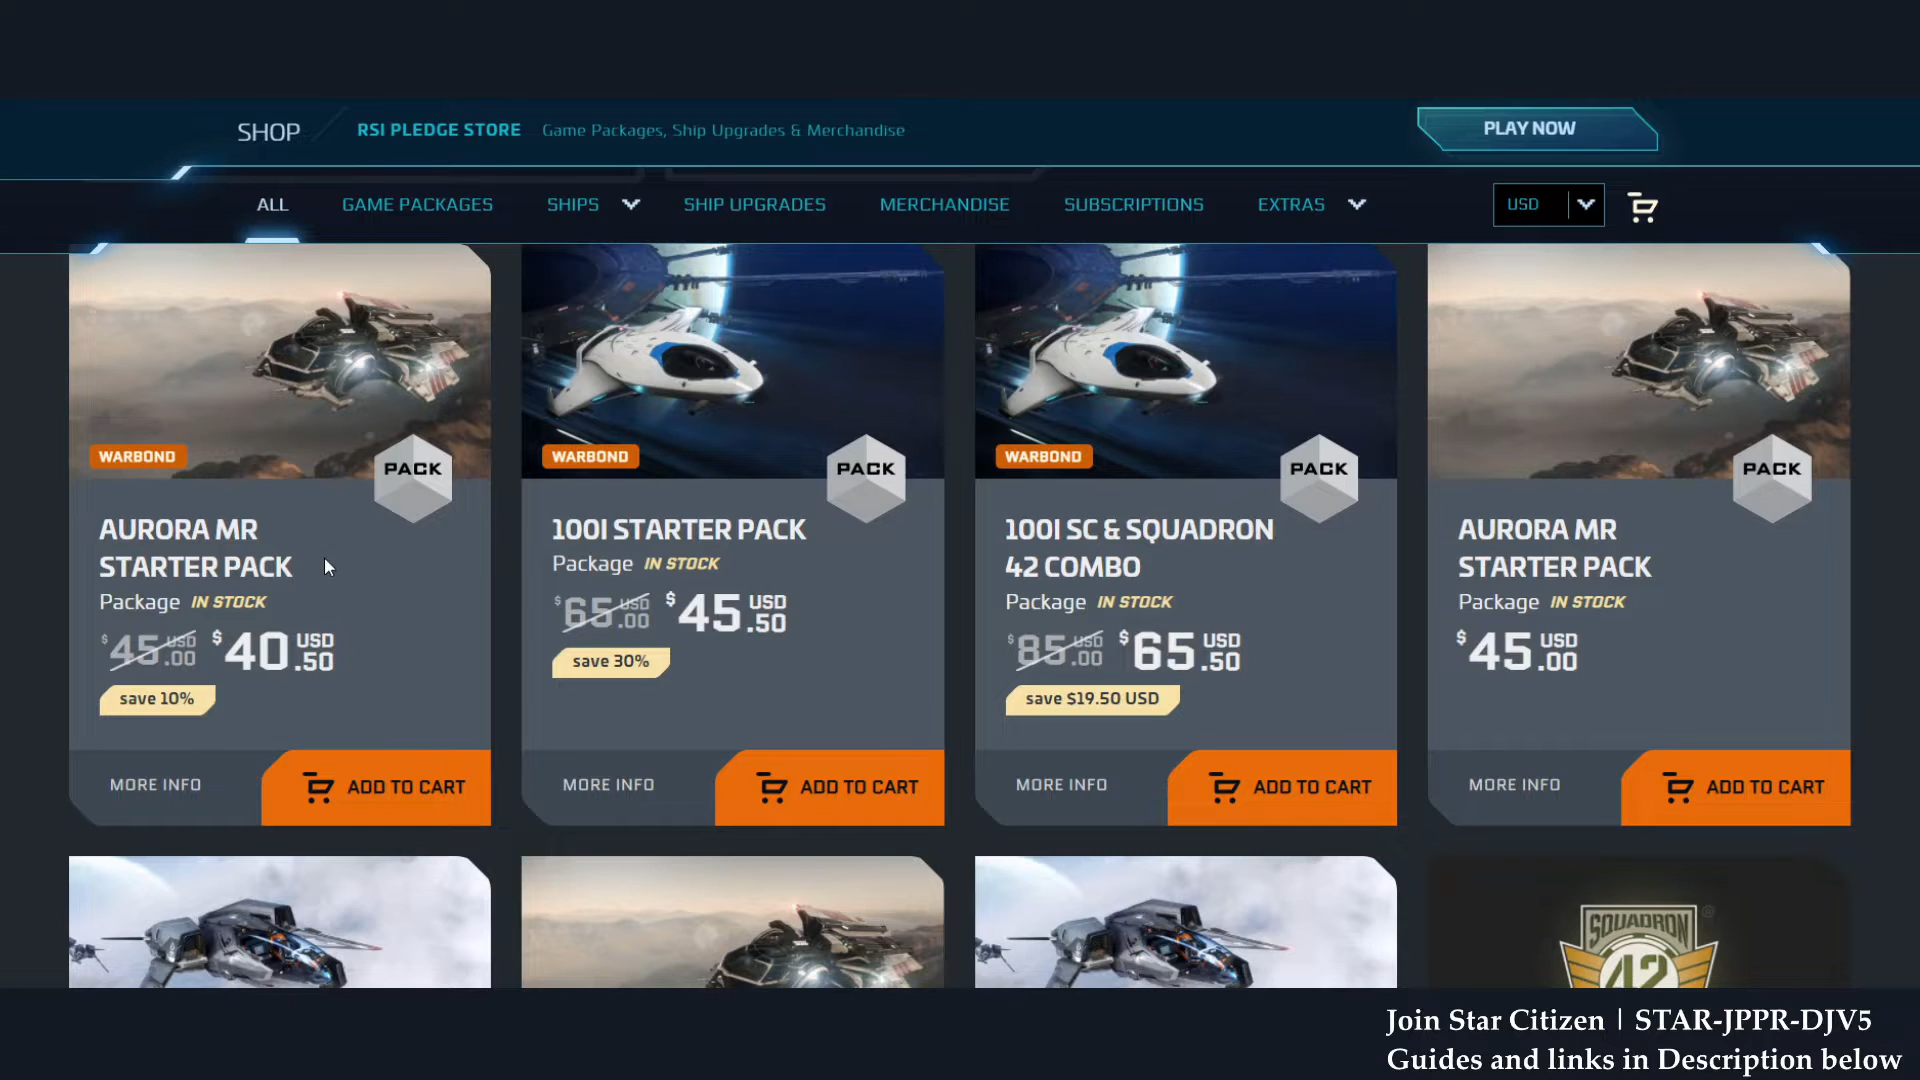 SHOP
RSI PLEDGE STORE
Game Packages, Ship Upgrades & Merchandise
PLAY NOW
ALL
GAME PACKAGES
SHIPS
SHIP UPGRADES
MERCHANDISE
SUBSCRIPTIONS
EXTRAS
USD
WARBOND
PACK
AURORA MR
STARTER PACK
Package IN STOCK
$45.00 USD $40.50 USD
save 10%
MORE INFO
ADD TO CART
WARBOND
PACK
100I STARTER PACK
Package IN STOCK
$65.00 USD $45.50 USD
save 30%
MORE INFO
ADD TO CART
WARBOND
PACK
100I SC & SQUADRON
42 COMBO
Package IN STOCK
$85.00 USD $65.50 USD
save $19.50 USD
MORE INFO
ADD TO CART
PACK
AURORA MR
STARTER PACK
Package IN STOCK
$45.00 USD
MORE INFO
ADD TO CART
SQUADRON
42
Join Star Citizen | STAR-JPPR-DJV5
Guides and links in Description below